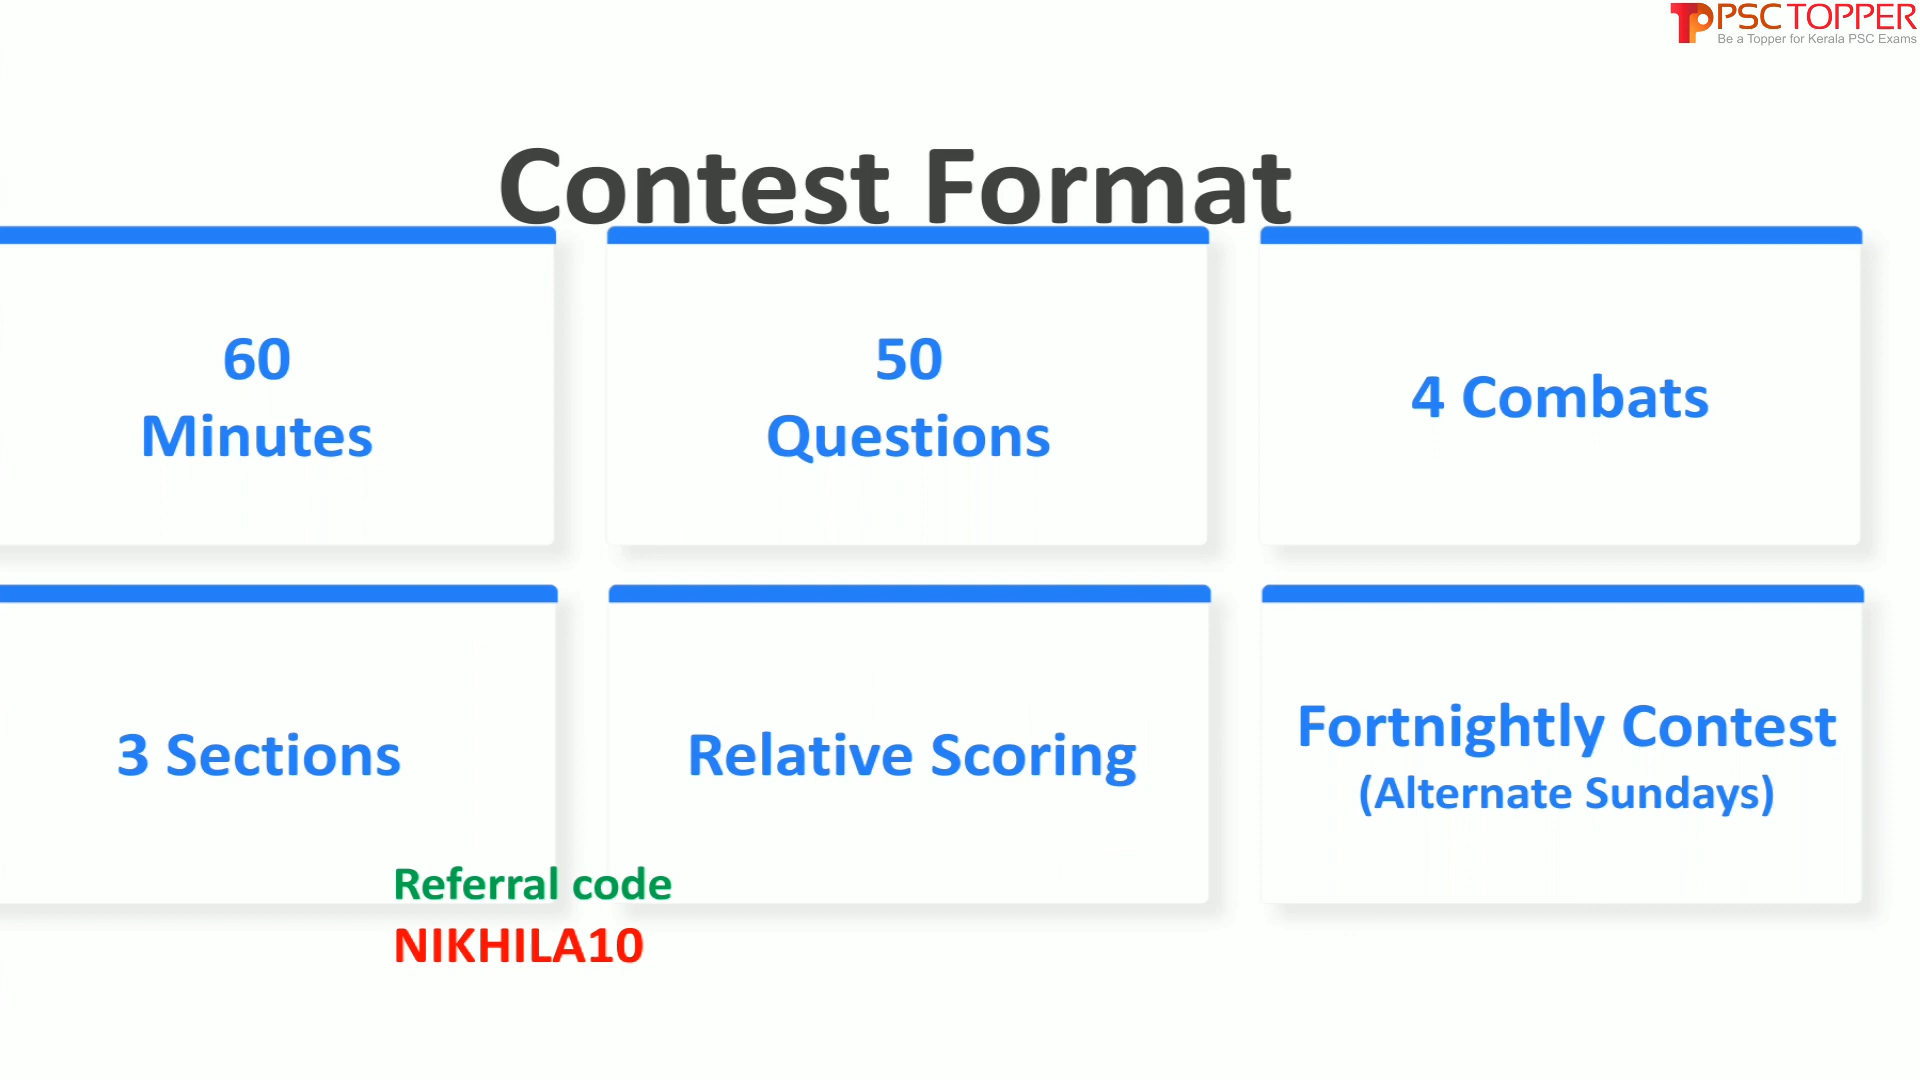 PSC TOPPER
Be a Topper for Kerala PSC Exams
Contest Format
60
Minutes
50
Questions
4 Combats
3 Sections
Relative Scoring
Fortnightly Contest
(Alternate Sundays)
Referral code
NIKHILA10